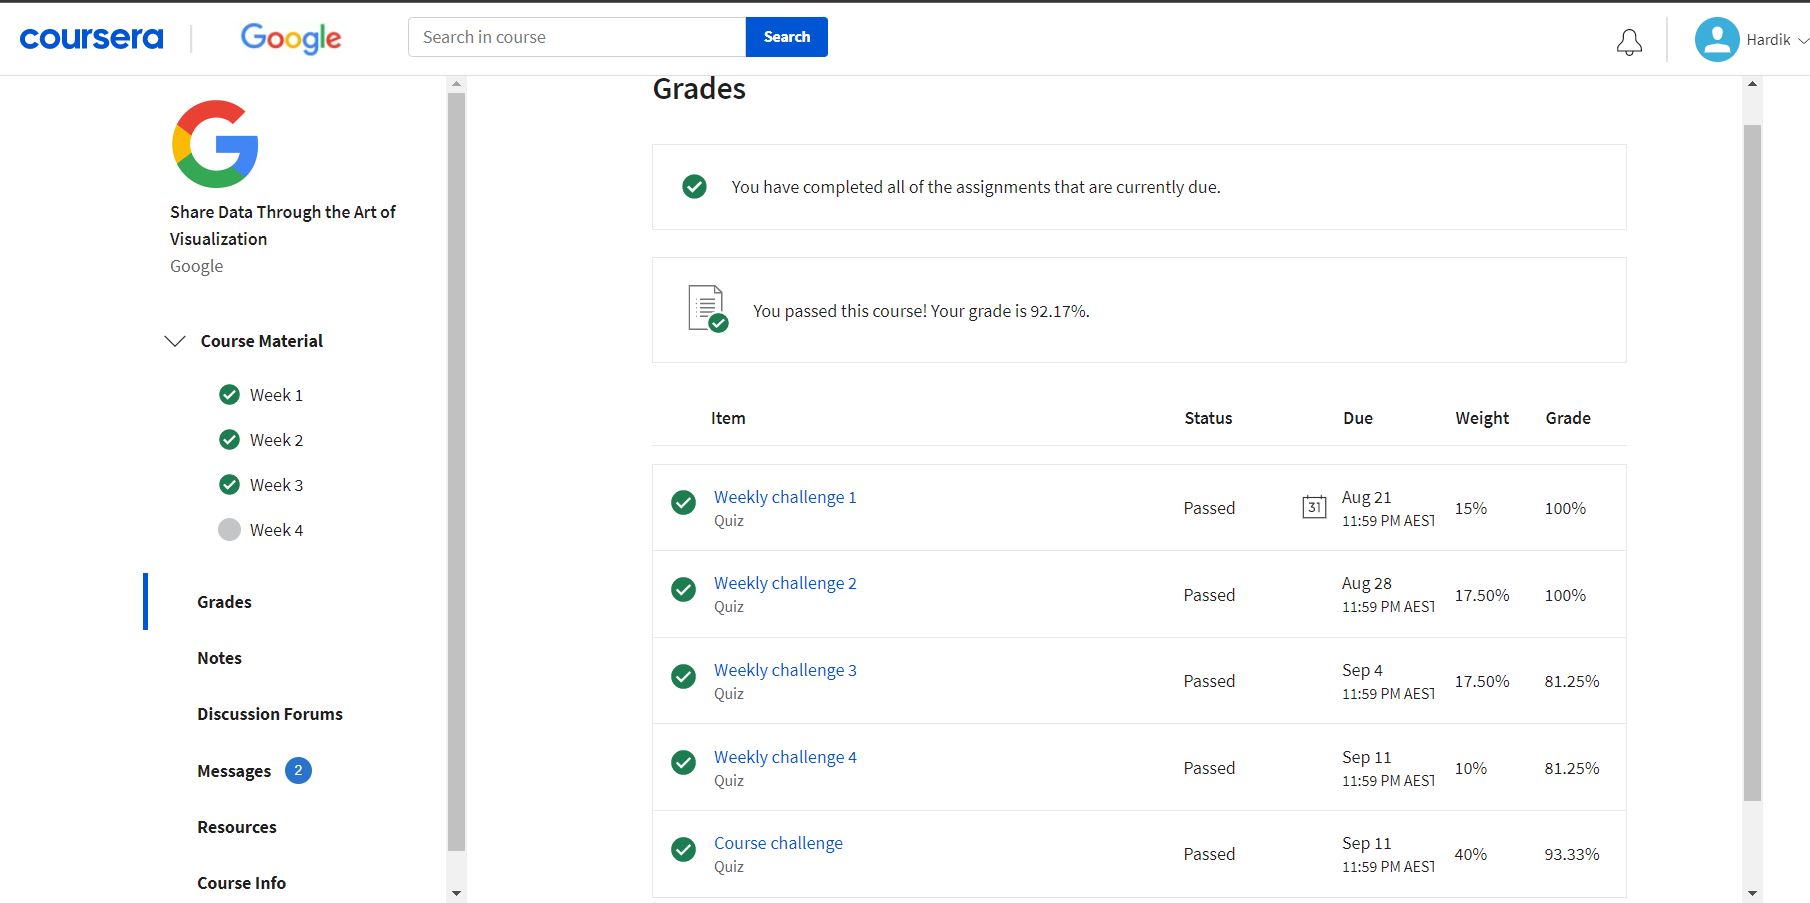 coursera
Google
Search in course
Search
Hardik
Share Data Through the Art of
Visualization
Google
Course Material
Week 1
Week 2
Week 3
Week 4
Grades
Notes
Discussion Forums
Messages 2
Resources
Course Info
Grades
You have completed all of the assignments that are currently due.
You passed this course! Your grade is 92.17%.
Item Status Due Weight Grade
Weekly challenge 1
Quiz
Passed
31
Aug 21
11:59 PM AEST
15%
100%
Weekly challenge 2
Quiz
Passed
Aug 28
11:59 PM AEST
17.50%
100%
Weekly challenge 3
Quiz
Passed
Sep 4
11:59 PM AEST
17.50%
81.25%
Weekly challenge 4
Quiz
Passed
Sep 11
11:59 PM AEST
10%
81.25%
Course challenge
Quiz
Passed
Sep 11
11:59 PM AEST
40%
93.33%